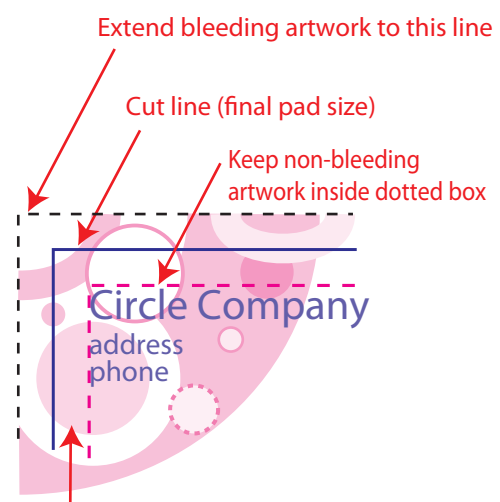 Extend bleeding artwork to this line
Cut line (final pad size)
Keep non-bleeding
artwork inside dotted box
Circle Company
address
phone